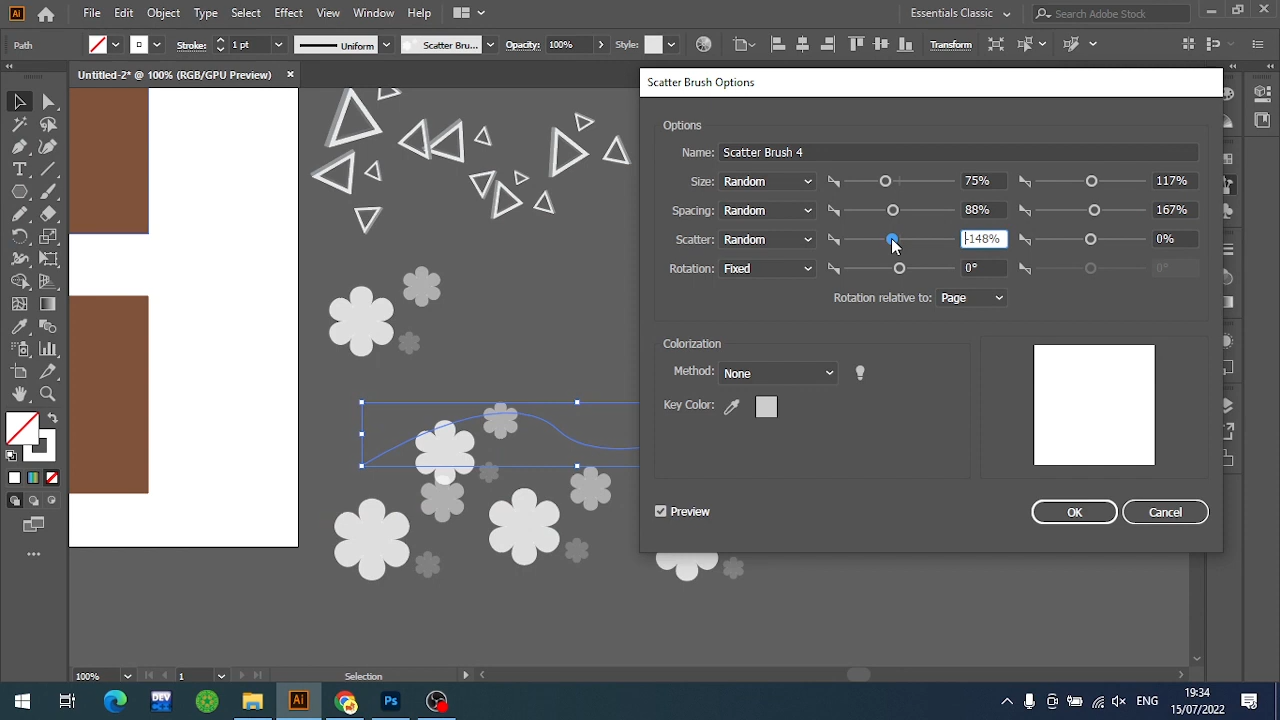 Ai File Edit Object Type Select Effect View Window Help Essentials Classic Search Adobe Stock
Path Stroke: 1 pt Uniform Scatter Bru... Opacity: 100% Style: Transform
Untitled-2* @ 100% (RGB/GPU Preview)
Scatter Brush Options
Options
Name: Scatter Brush 4
Size: Random 75% 117%
Spacing: Random 88% 167%
Scatter: Random -148% 0%
Rotation: Fixed 0° 0°
Rotation relative to: Page
Colorization
Method: None
Key Color:
Preview OK Cancel
100% 1 Selection
DEV Ai Ps ENG 19:34
15/07/2022